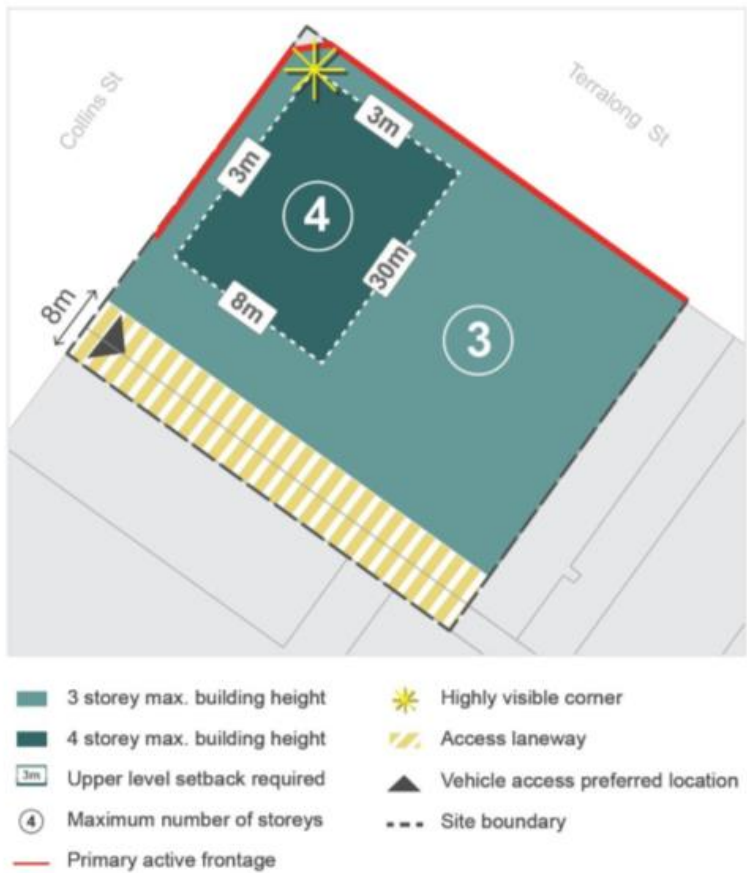 Collins St
Terralong St
3m
3m
4
30m
8m
8m
3
3 storey max. building height
4 storey max. building height
3m Upper level setback required
4 Maximum number of storeys
Primary active frontage
Highly visible corner
Access laneway
Vehicle access preferred location
Site boundary